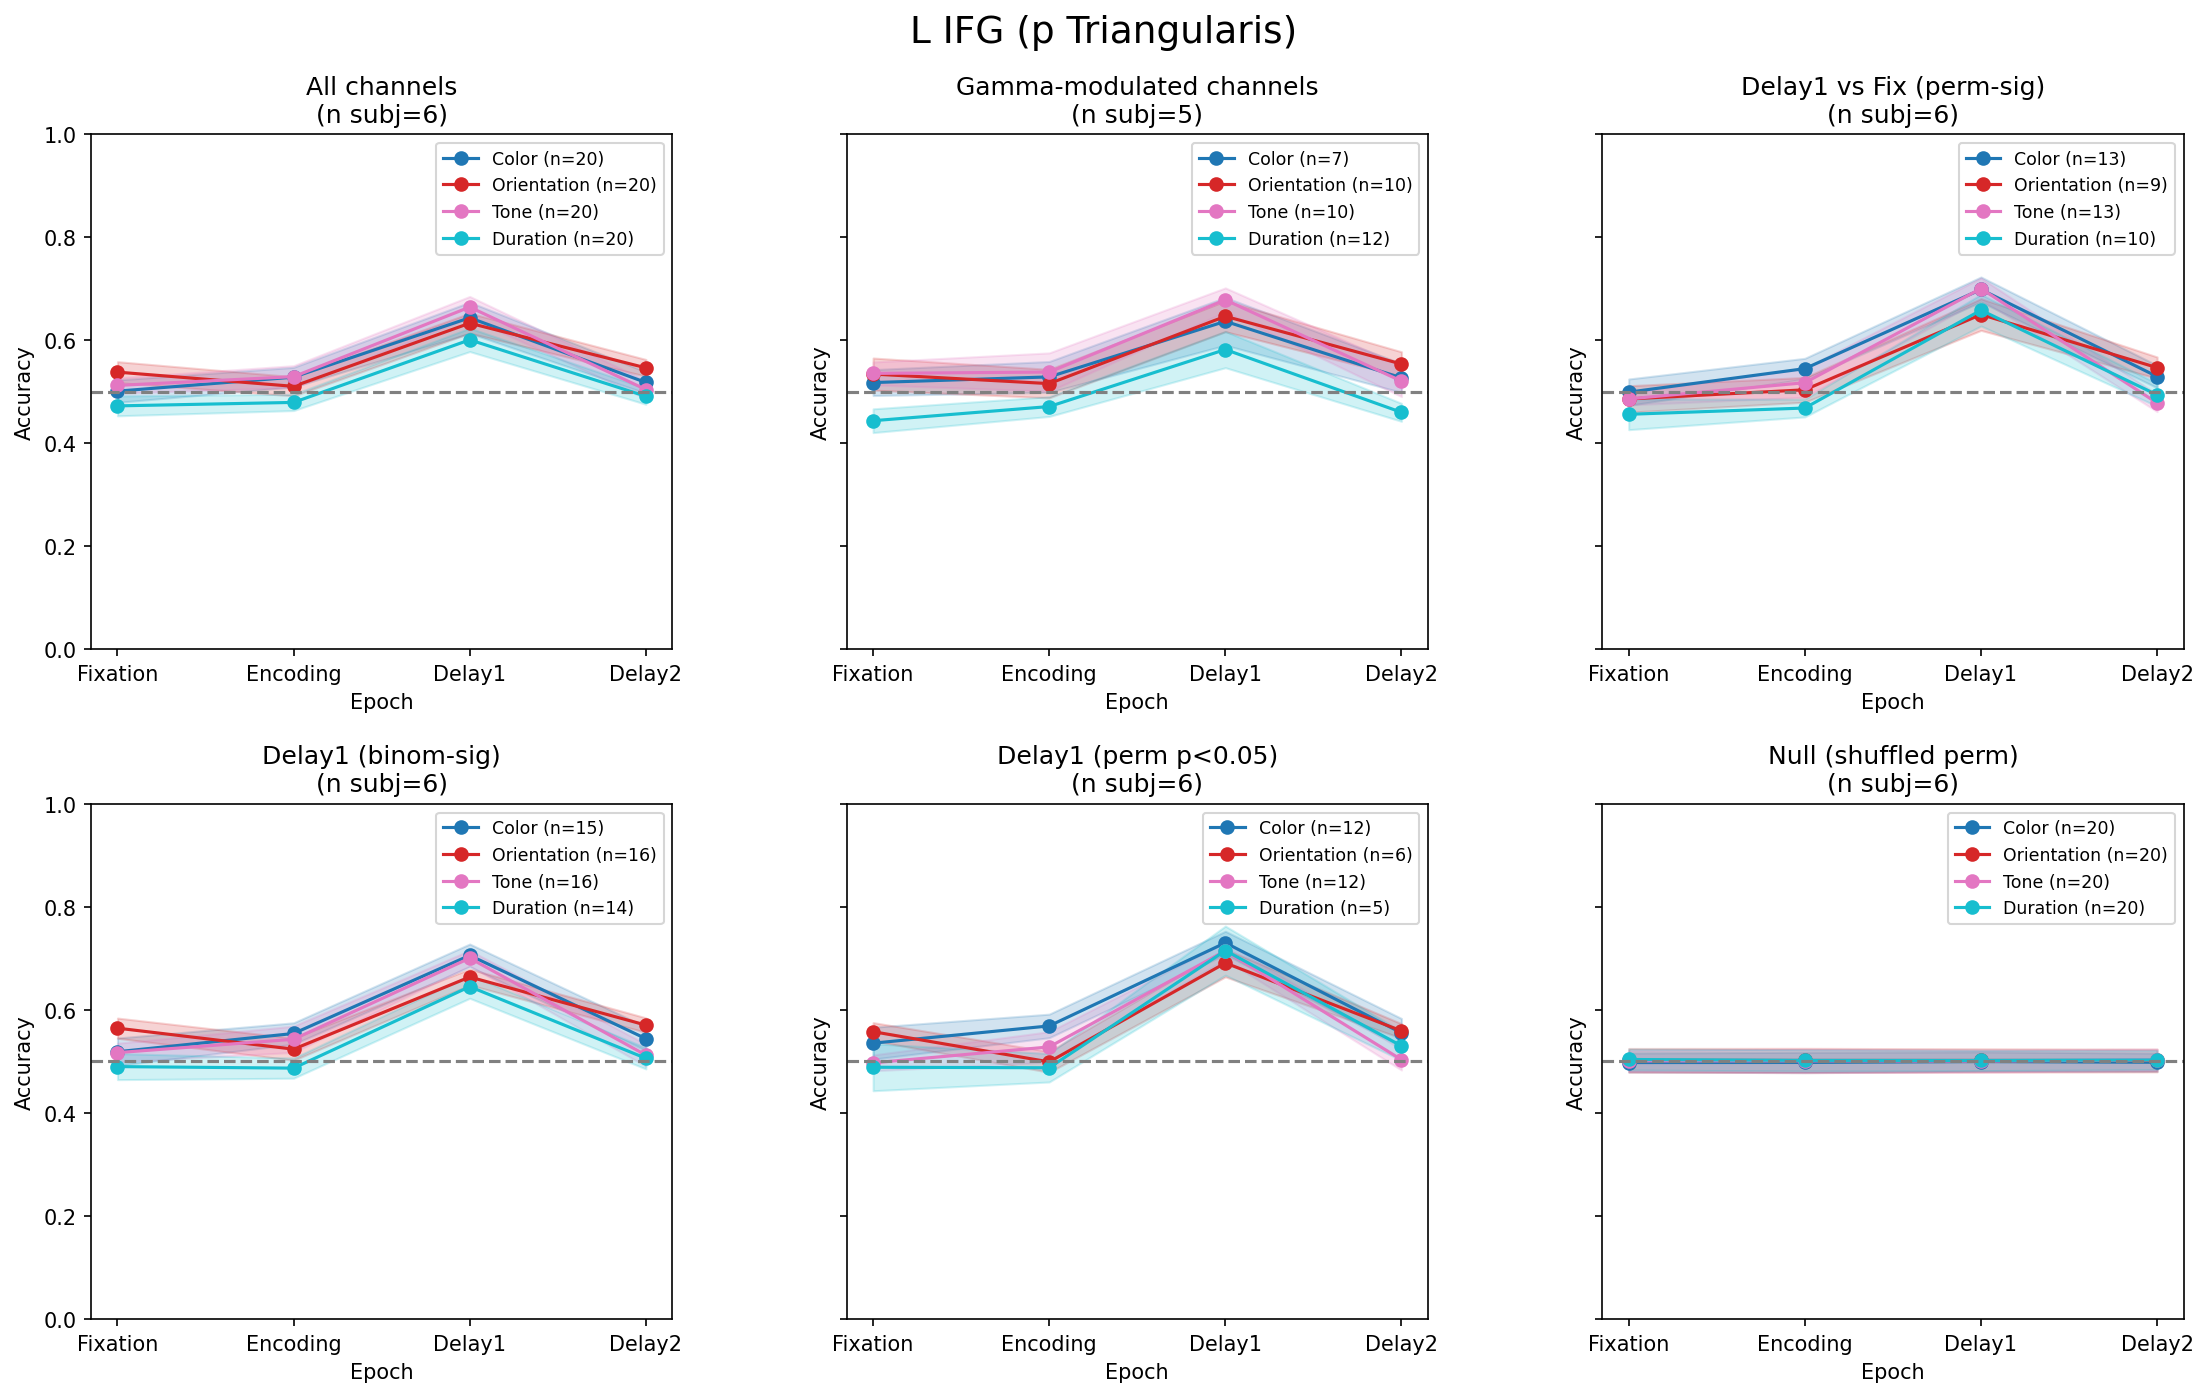 L IFG (p Triangularis)
All channels
(n subj=6)
1.0
0.8
0.6
0.4
0.2
0.0
Accuracy
Color (n=20)
Orientation (n=20)
Tone (n=20)
Duration (n=20)
Fixation
Encoding
Delay1
Delay2
Epoch
Gamma-modulated channels
(n subj=5)
Accuracy
Color (n=7)
Orientation (n=10)
Tone (n=10)
Duration (n=12)
Fixation
Encoding
Delay1
Delay2
Epoch
Delay1 vs Fix (perm-sig)
(n subj=6)
Accuracy
Color (n=13)
Orientation (n=9)
Tone (n=13)
Duration (n=10)
Fixation
Encoding
Delay1
Delay2
Epoch
Delay1 (binom-sig)
(n subj=6)
1.0
0.8
0.6
0.4
0.2
0.0
Accuracy
Color (n=15)
Orientation (n=16)
Tone (n=16)
Duration (n=14)
Fixation
Encoding
Delay1
Delay2
Epoch
Delay1 (perm p<0.05)
(n subj=6)
Accuracy
Color (n=12)
Orientation (n=6)
Tone (n=12)
Duration (n=5)
Fixation
Encoding
Delay1
Delay2
Epoch
Null (shuffled perm)
(n subj=6)
Accuracy
Color (n=20)
Orientation (n=20)
Tone (n=20)
Duration (n=20)
Fixation
Encoding
Delay1
Delay2
Epoch